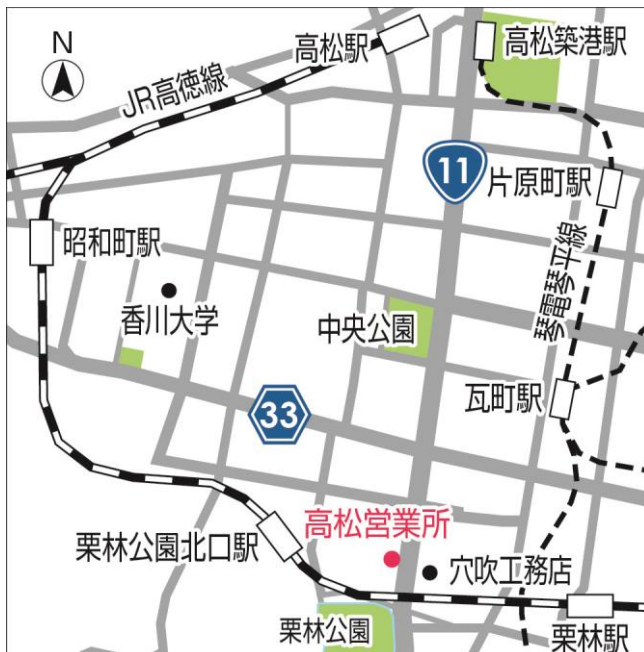 N
高松駅
高松築港駅
JR高徳線
11
片原町駅
昭和町駅
琴電琴平線
香川大学
中央公園
瓦町駅
33
高松営業所
栗林公園北口駅
穴吹工務店
栗林公園
栗林駅